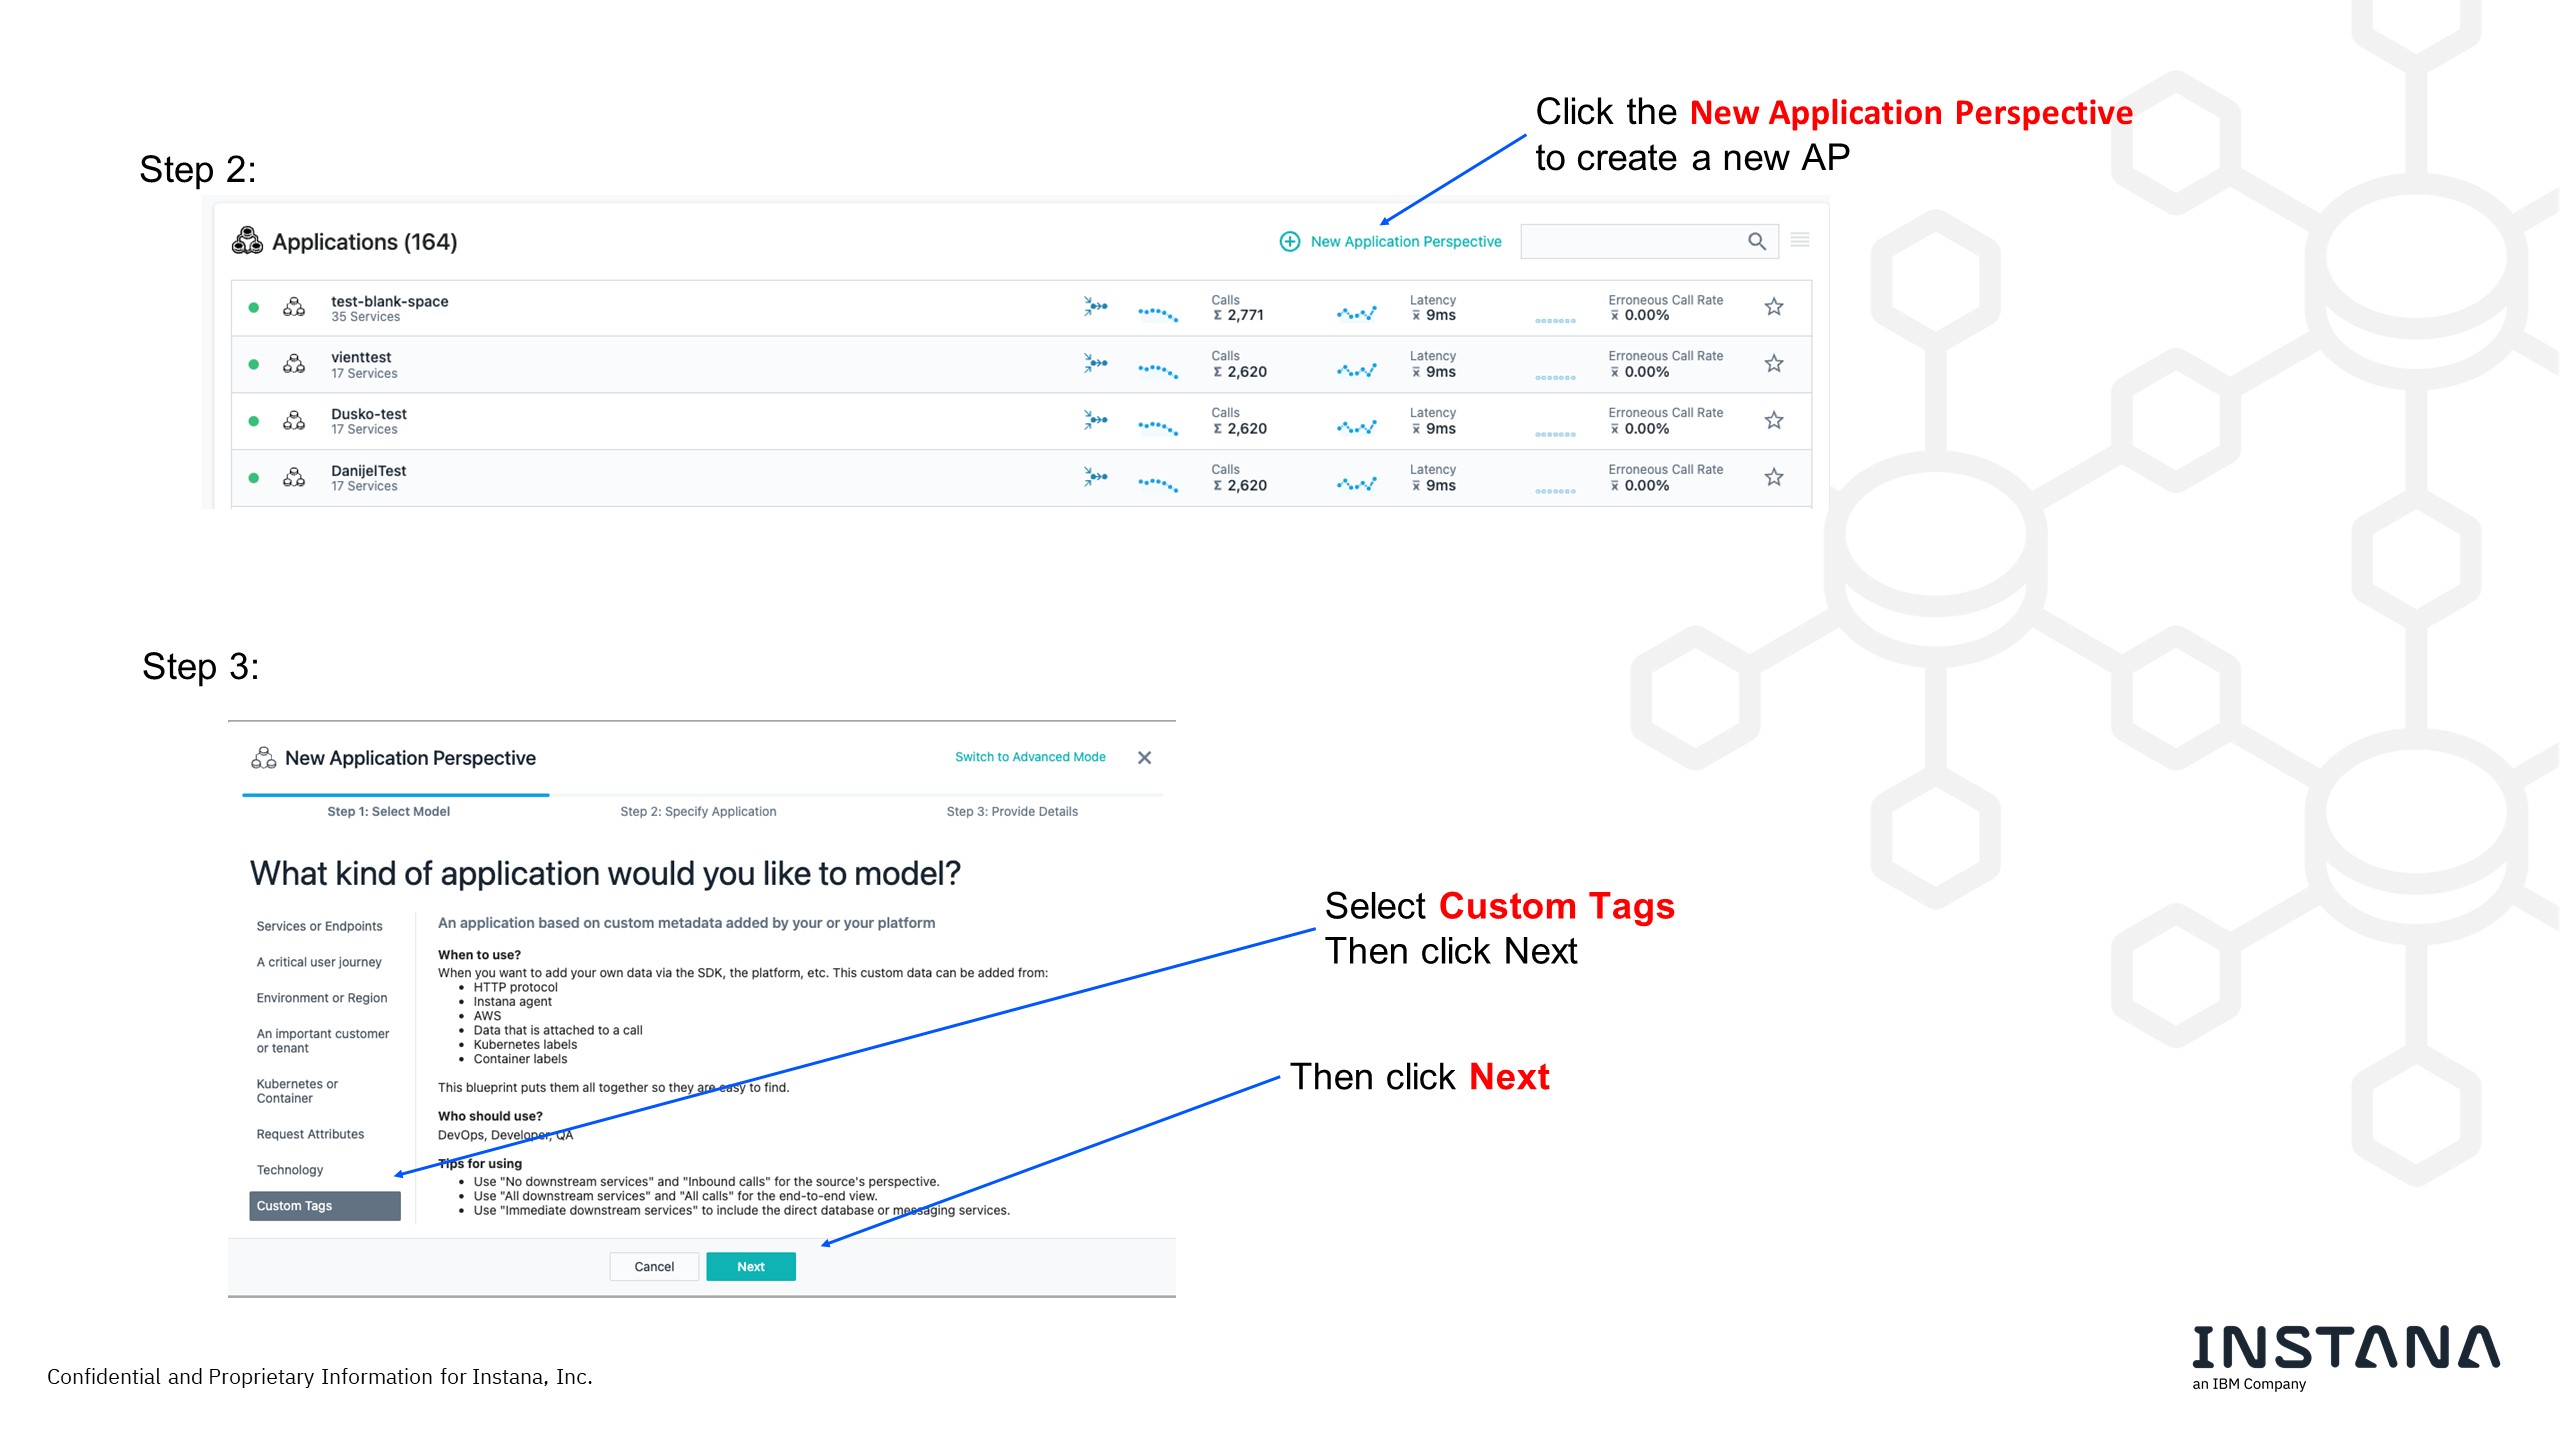 Click the New Application Perspective
to create a new AP
Step 2:
Applications (164)
New Application Perspective
test-blank-space
35 Services
Calls
Σ 2,771
Latency
x̄ 9ms
Erroneous Call Rate
x̄ 0.00%
vienttest
17 Services
Calls
Σ 2,620
Latency
x̄ 9ms
Erroneous Call Rate
x̄ 0.00%
Dusko-test
17 Services
Calls
Σ 2,620
Latency
x̄ 9ms
Erroneous Call Rate
x̄ 0.00%
DanijelTest
17 Services
Calls
Σ 2,620
Latency
x̄ 9ms
Erroneous Call Rate
x̄ 0.00%
Step 3:
New Application Perspective
Switch to Advanced Mode
Step 1: Select Model
Step 2: Specify Application
Step 3: Provide Details
What kind of application would you like to model?
Services or Endpoints
A critical user journey
Environment or Region
An important customer
or tenant
Kubernetes or
Container
Request Attributes
Technology
Custom Tags
An application based on custom metadata added by your or your platform
When to use?
When you want to add your own data via the SDK, the platform, etc. This custom data can be added from:
• HTTP protocol
• Instana agent
• AWS
• Data that is attached to a call
• Kubernetes labels
• Container labels
This blueprint puts them all together so they are easy to find.
Who should use?
DevOps, Developer, QA
Tips for using
• Use "No downstream services" and "Inbound calls" for the source's perspective.
• Use "All downstream services" and "All calls" for the end-to-end view.
• Use "Immediate downstream services" to include the direct database or messaging services.
Cancel
Next
Select Custom Tags
Then click Next
Then click Next
Confidential and Proprietary Information for Instana, Inc.
INSTANA
an IBM Company